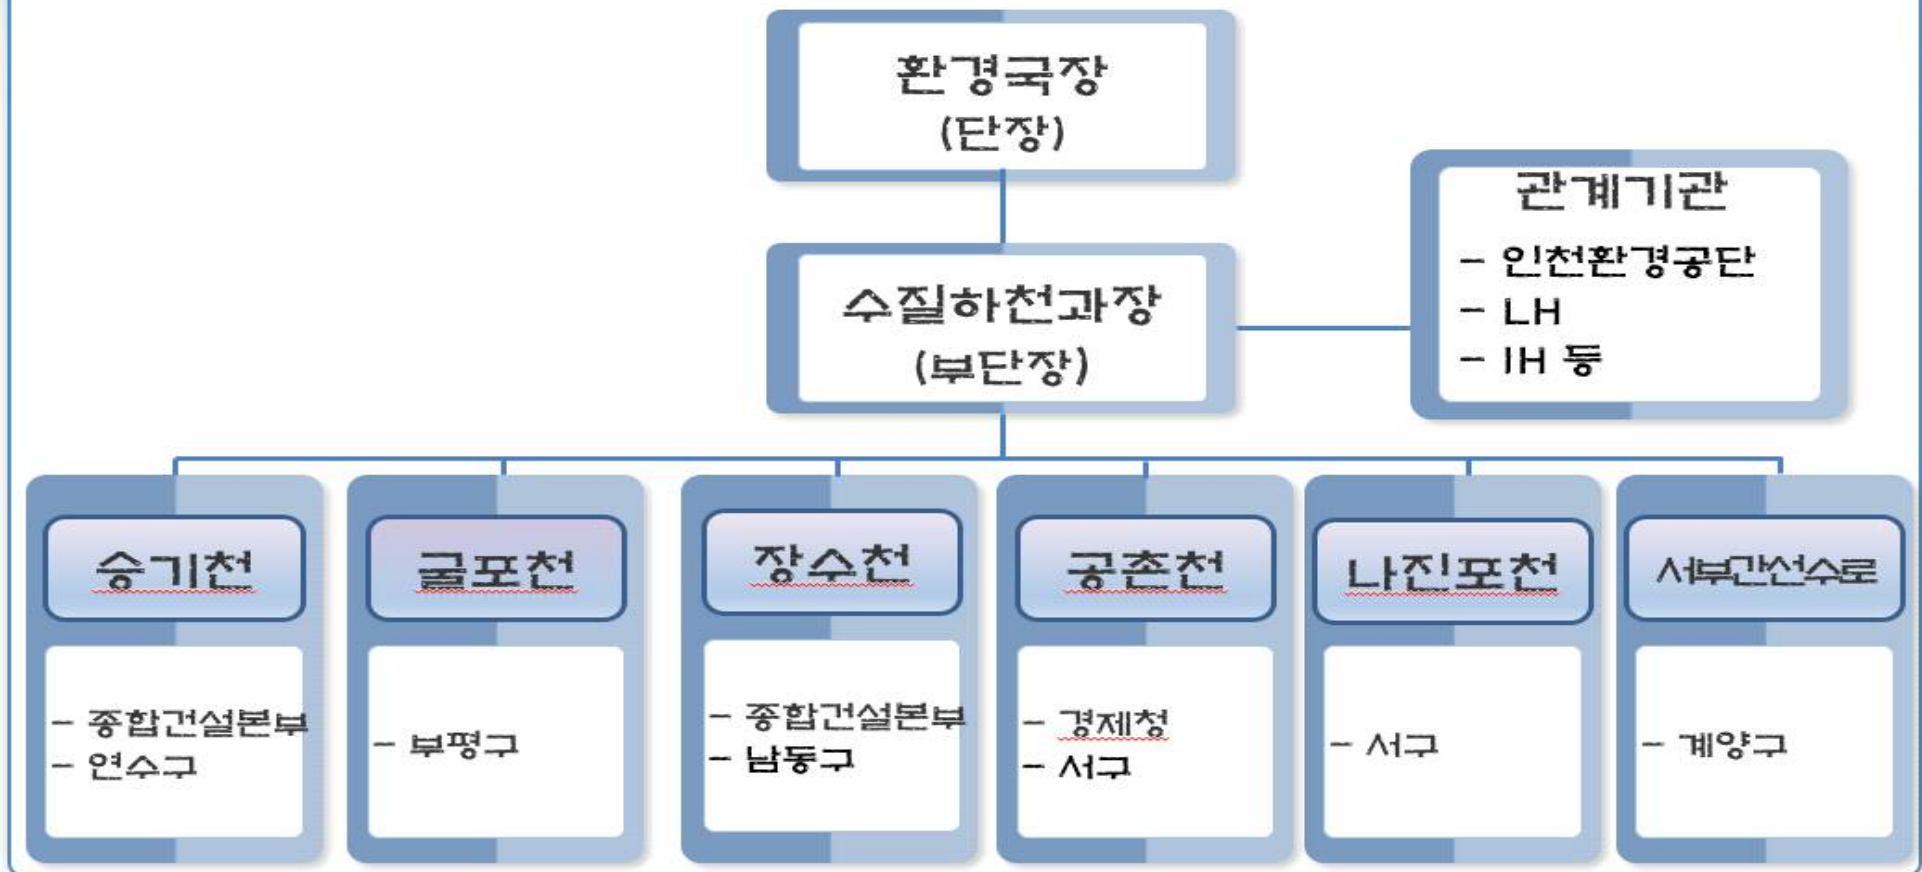 환경국장
(단장)
관계기관
- 인천환경공단
- LH
- IH 등
수질하천과장
(부단장)
승기천
- 종합건설본부
- 연수구
굴포천
- 부평구
장수천
- 종합건설본부
- 남동구
공촌천
- 경제청
- 서구
나진포천
- 서구
서부간선수로
- 계양구